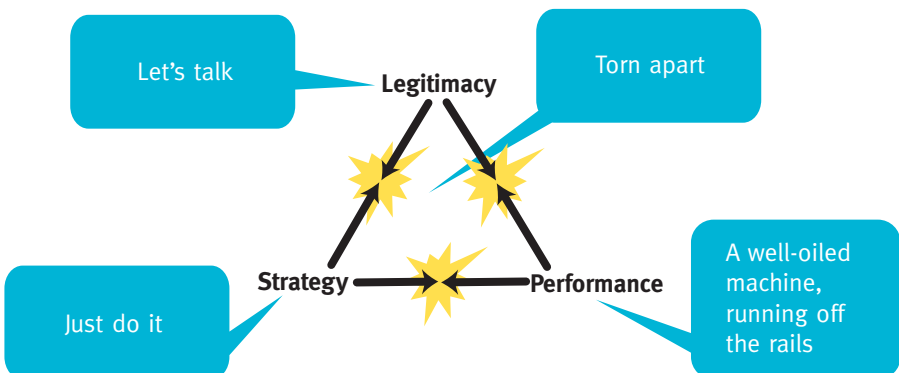 Let's talk
Torn apart
Legitimacy
Strategy
Performance
Just do it
A well-oiled
machine,
running off
the rails